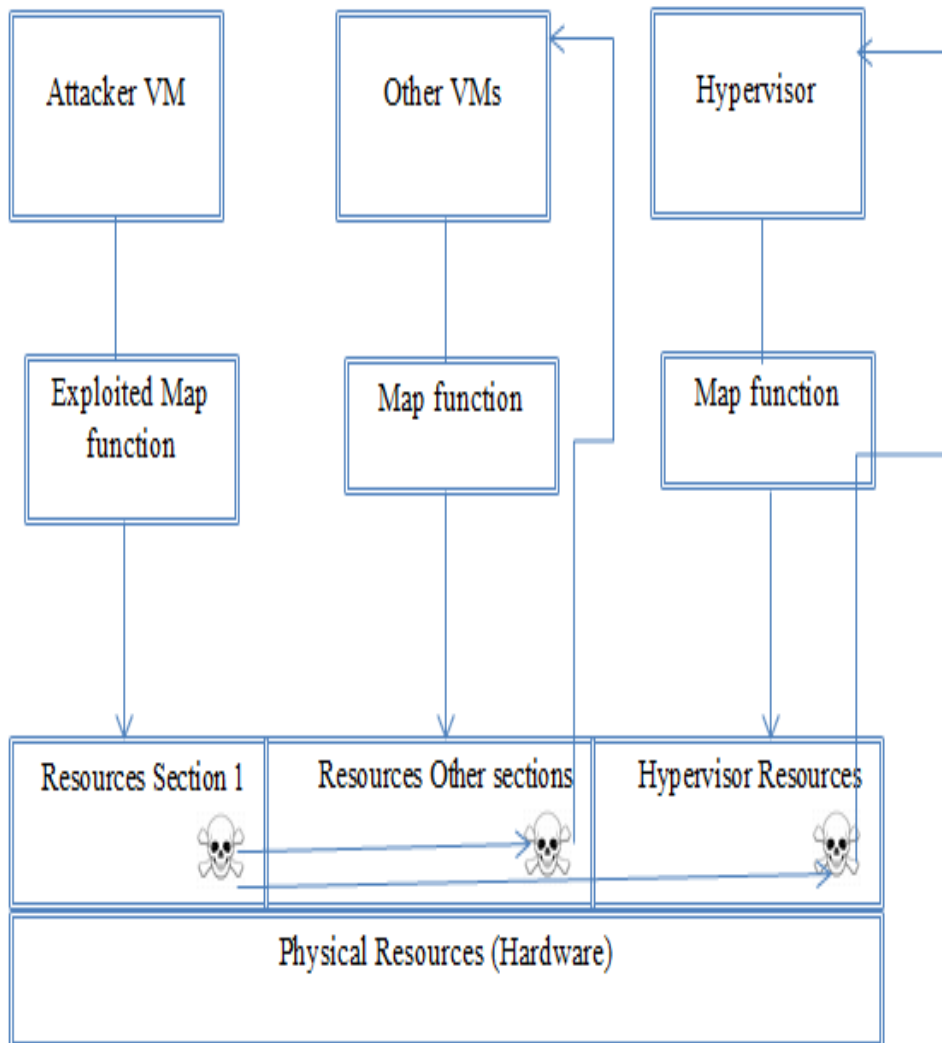 Attacker VM
Other VMs
Hypervisor
Exploited Map
function
Map function
Map function
Resources Section 1
Resources Other sections
Hypervisor Resources
Physical Resources (Hardware)